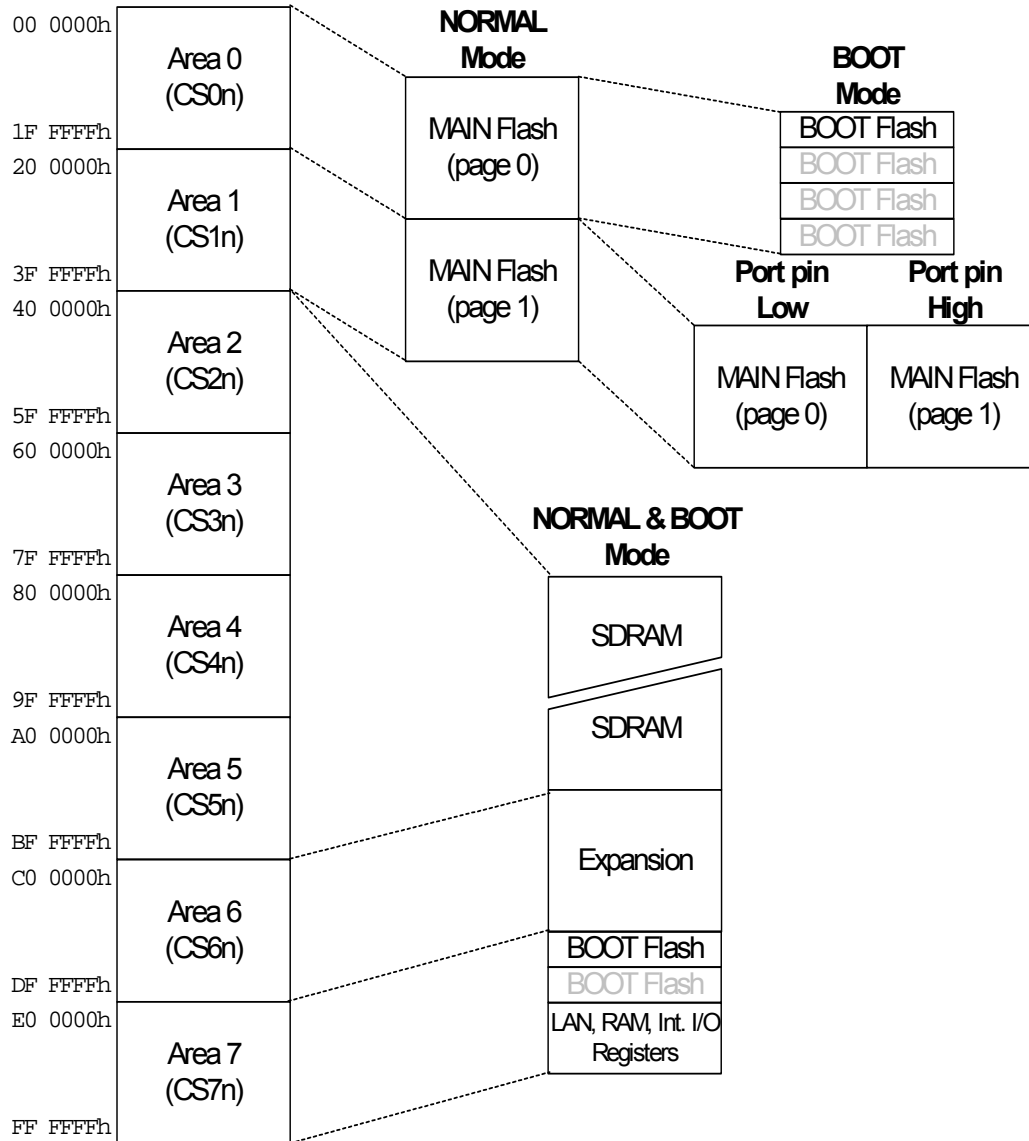 00 0000h
Area 0
(CS0n)
1F FFFFh
20 0000h
Area 1
(CS1n)
3F FFFFh
40 0000h
Area 2
(CS2n)
5F FFFFh
60 0000h
Area 3
(CS3n)
7F FFFFh
80 0000h
Area 4
(CS4n)
9F FFFFh
A0 0000h
Area 5
(CS5n)
BF FFFFh
C0 0000h
Area 6
(CS6n)
DF FFFFh
E0 0000h
Area 7
(CS7n)
FF FFFFh
NORMAL
Mode
MAIN Flash
(page 0)
MAIN Flash
(page 1)
BOOT
Mode
BOOT Flash
BOOT Flash
BOOT Flash
BOOT Flash
Port pin
Low
Port pin
High
MAIN Flash
(page 0)
MAIN Flash
(page 1)
NORMAL & BOOT
Mode
SDRAM
SDRAM
Expansion
BOOT Flash
BOOT Flash
LAN, RAM, Int. I/O
Registers